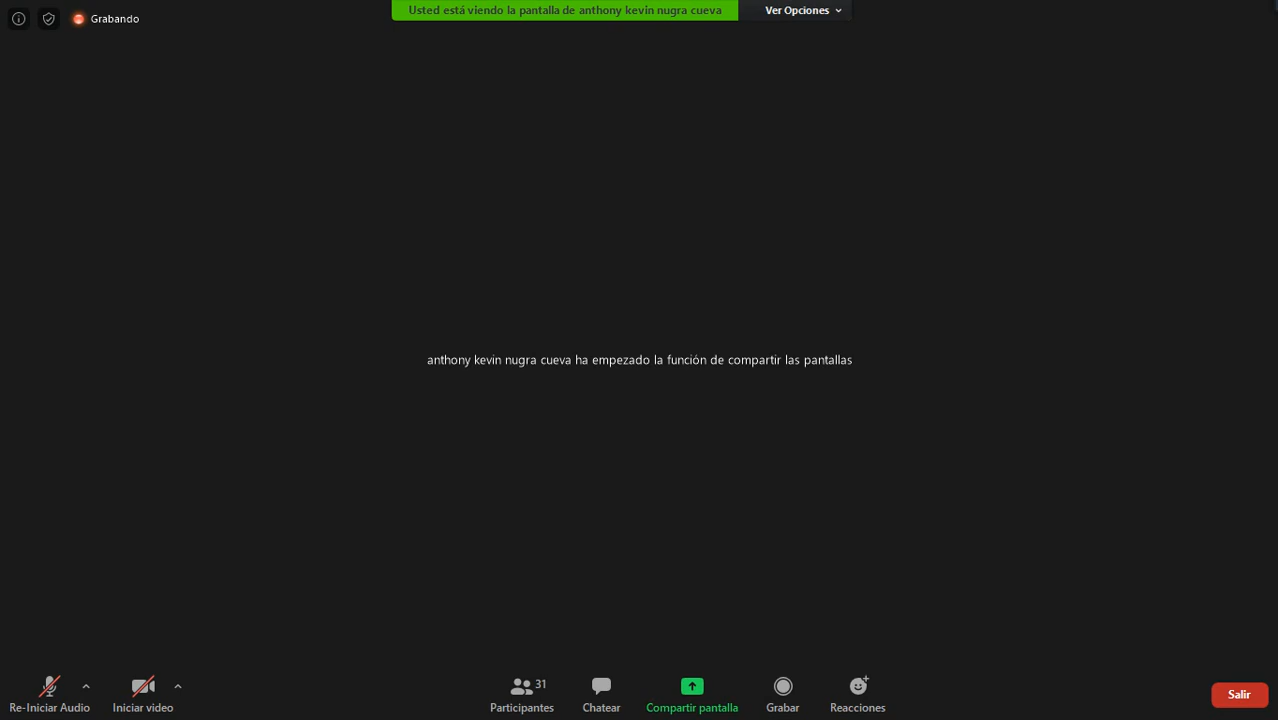 Grabando
Usted está viendo la pantalla de anthony kevin nugra cueva
Ver Opciones
anthony kevin nugra cueva ha empezado la función de compartir las pantallas
Re-Iniciar Audio
Iniciar video
31
Participantes
Chatear
Compartir pantalla
Grabar
Reacciones
Salir